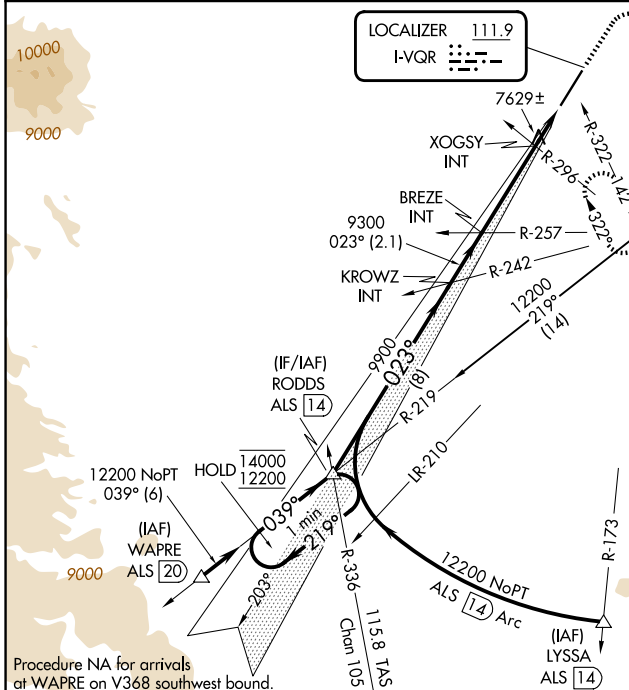 LOCALIZER 111.9
I-VQR
10000
9000
7629±
XOGSY
INT
R-296
R-322
142
322°
BREZE
INT
9300
023° (2.1)
R-257
R-242
KROWZ
INT
12200
219°
(14)
9900
023°
(8)
(IF/IAF)
RODDS
ALS 14
R-219
LR-210
12200 NoPT
039° (6)
HOLD
14000
12200
039°
1 min
219°
(IAF)
WAPRE
ALS 20
9000
203°
R-336
115.8 TAS
Chan 105
12200 NoPT
ALS 14 Arc
R-173
(IAF)
LYSSA
ALS 14
Procedure NA for arrivals
at WAPRE on V368 southwest bound.